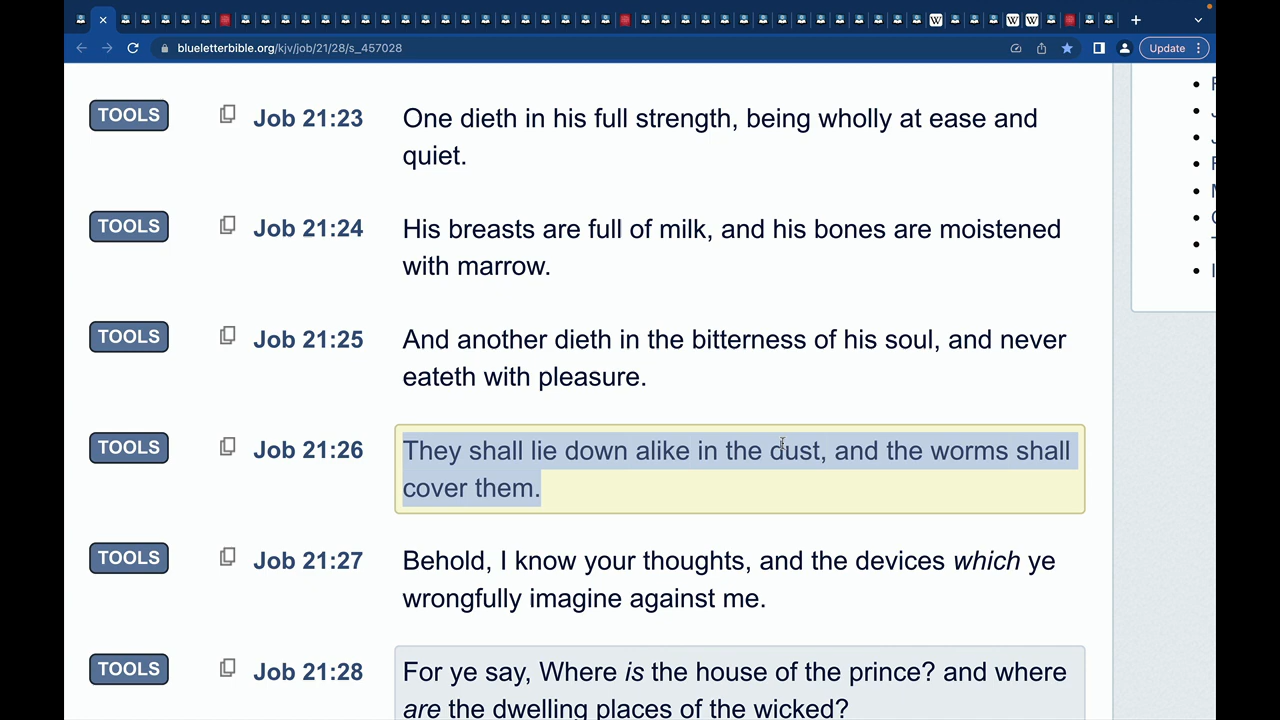 W
W
W
blueletterbible.org/kjv/job/21/28/s_457028
Update
TOOLS
Job 21:23
One dieth in his full strength, being wholly at ease and
quiet.
TOOLS
Job 21:24
His breasts are full of milk, and his bones are moistened
with marrow.
TOOLS
Job 21:25
And another dieth in the bitterness of his soul, and never
eateth with pleasure.
TOOLS
Job 21:26
They shall lie down alike in the dust, and the worms shall
cover them.
TOOLS
Job 21:27
Behold, I know your thoughts, and the devices which ye
wrongfully imagine against me.
TOOLS
Job 21:28
For ye say, Where is the house of the prince? and where
are the dwelling places of the wicked?